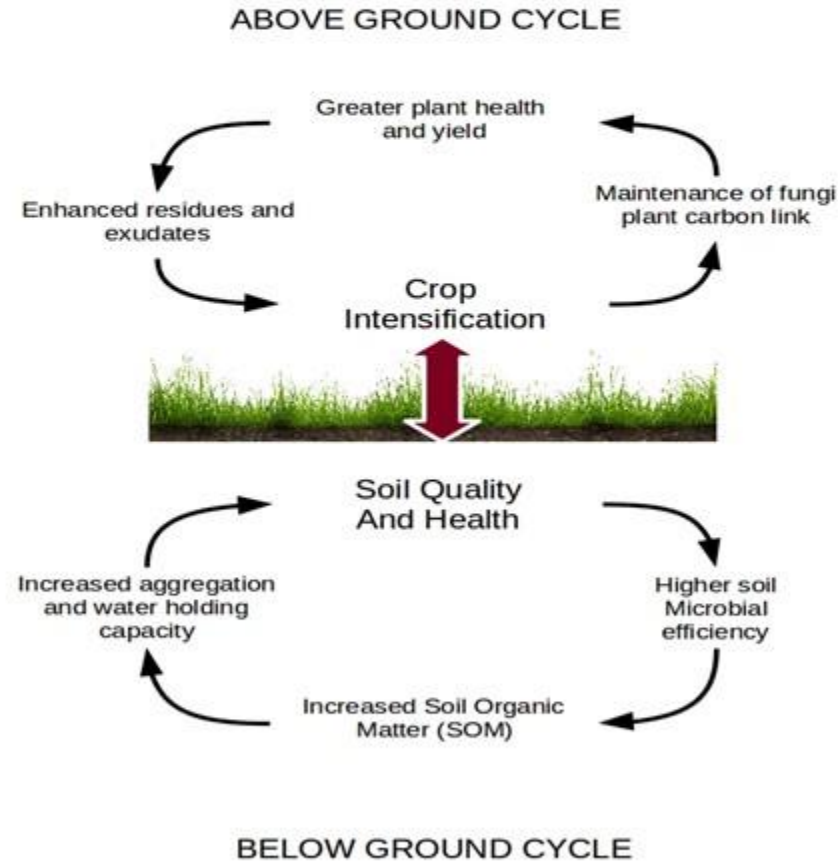 ABOVE GROUND CYCLE
Greater plant health
and yield
Enhanced residues and
exudates
Maintenance of fungi
plant carbon link
Crop
Intensification
Soil Quality
And Health
Increased aggregation
and water holding
capacity
Higher soil
Microbial
efficiency
Increased Soil Organic
Matter (SOM)
BELOW GROUND CYCLE